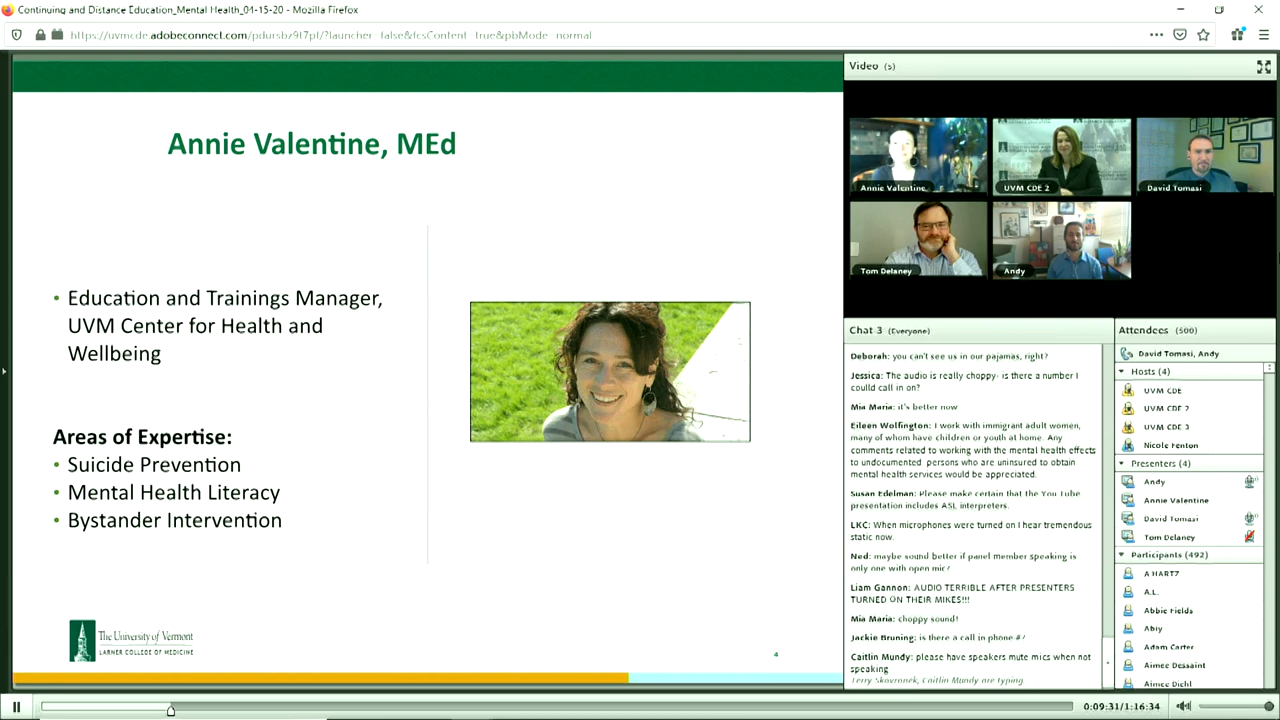 Continuing and Distance Education_Mental Health_04-15-20 - Mozilla Firefox
Annie Valentine, MEd
• Education and Trainings Manager,
UVM Center for Health and
Wellbeing
Areas of Expertise:
• Suicide Prevention
• Mental Health Literacy
• Bystander Intervention
The University of Vermont
LARNER COLLEGE OF MEDICINE
4
Video (5)
Annie Valentine
UVM CDE 2
David Tomasi
Tom Delaney
Andy
Chat 3 (Everyone)
Deborah: you can't see us in our pajamas, right?
Jessica: The audio is really choppy- is there a number I
could call in on?
Mia Maria: it's better now
Eileen Wolfington: I work with immigrant adult women,
many of whom have children or youth at home. Any
comments related to working with the mental health effects
to undocumented persons who are uninsured to obtain
mental health services would be appreciated.
Susan Edelman: Please make certain that the You Tube
presentation includes ASL interpreters.
LKC: When microphones were turned on I hear tremendous
static now.
Ned: maybe sound better if panel member speaking is
only one with open mic?
Liam Gannon: AUDIO TERRIBLE AFTER PRESENTERS
TURNED ON THEIR MIKES!!!
Mia Maria: choppy sound!
Jackie Bruning: is there a call in phone #?
Caitlin Mundy: please have speakers mute mics when not
speaking
Terry Skovronek, Caitlin Mundy are typing
Attendees (500)
David Tomasi, Andy
Hosts (4)
UVM CDE
UVM CDE 2
UVM CDE 3
Nicole Fenton
Presenters (4)
Andy
Annie Valentine
David Tomasi
Tom Delaney
Participants (492)
A HARTZ
A.L.
Abbie Fields
Abiy
Adam Carter
Aimee Dessaint
Aimee Diehl
0:09:31/1:16:34